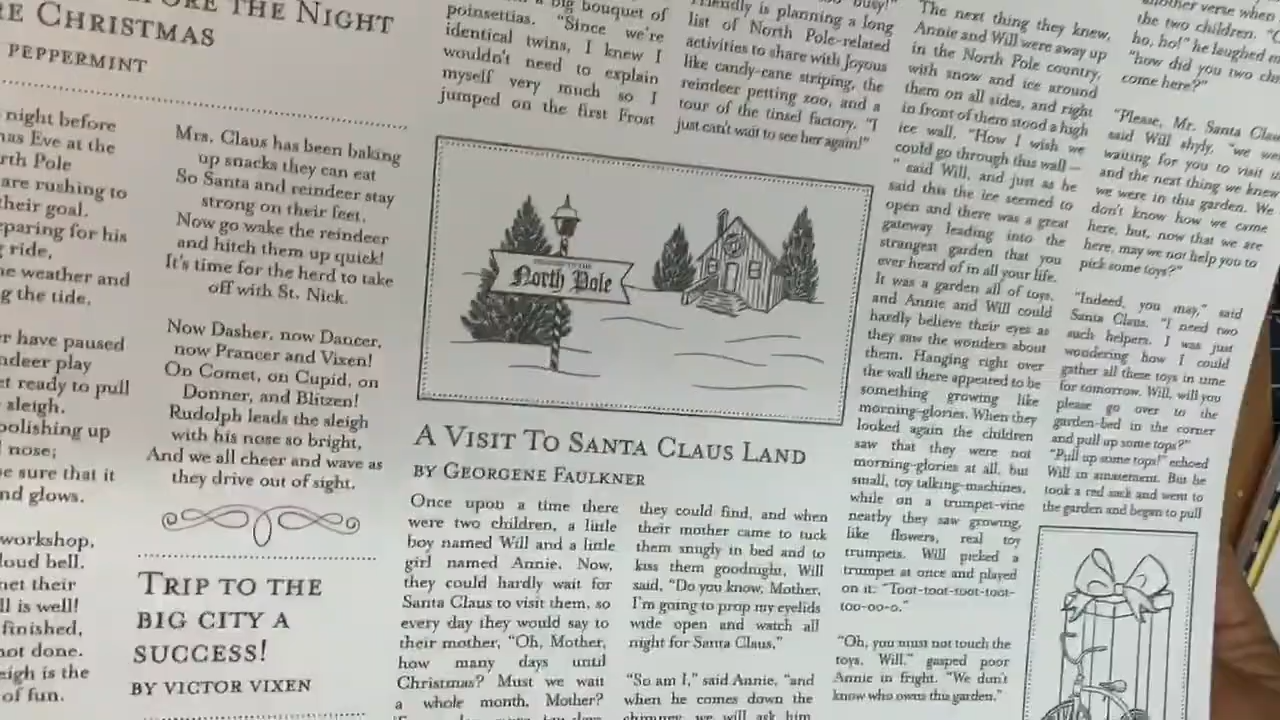 THE NIGHT
E CHRISTMAS
PEPPERMINT
night before
as Eve at the
rth Pole
are rushing to
their goal.
paring for his
ride,
e weather and
g the tide.
r have paused
ndeer play
et ready to pull
sleigh.
polishing up
nose;
e sure that it
nd glows.
workshop,
loud bell.
net their
ll is well!
finished,
not done.
eigh is the
of fun.
Mrs. Claus has been baking
up snacks they can eat
So Santa and reindeer stay
strong on their feet.
Now go wake the reindeer
and hitch them up quick!
It's time for the herd to take
off with St. Nick.
Now Dasher, now Dancer,
now Prancer and Vixen!
On Comet, on Cupid, on
Donner, and Blitzen!
Rudolph leads the sleigh
with his nose so bright,
And we all cheer and wave as
they drive out of sight.
TRIP TO THE
BIG CITY A
SUCCESS!
BY VICTOR VIXEN
big bouquet of
poinsettias. "Since we're
identical twins, I knew I
wouldn't need to explain
myself very much so I
jumped on the first Frost
busy!"
Friendly is planning a long
list of North Pole-related
activities to share with Joyous
like candy-cane striping, the
reindeer petting zoo, and a
tour of the tinsel factory. "I
just can't wait to see her again!"
North Pole
A VISIT TO SANTA CLAUS LAND
BY GEORGENE FAULKNER
Once upon a time there
were two children, a little
boy named Will and a little
girl named Annie. Now,
they could hardly wait for
Santa Claus to visit them, so
every day they would say to
their mother, "Oh, Mother,
how many days until
Christmas? Must we wait
a whole month, Mother?
they could find, and when
their mother came to tuck
them snugly in bed and to
kiss them goodnight, Will
said, "Do you know, Mother,
I'm going to prop my eyelids
wide open and watch all
night for Santa Claus,"
"So am I," said Annie, "and
when he comes down the
chimney we will ask him
The next thing they knew,
Annie and Will were away up
in the North Pole country,
with snow and ice around
them on all sides, and right
in front of them stood a high
ice wall. "How I wish we
could go through this wall —
" said Will, and just as he
said this the ice seemed to
open and there was a great
gateway leading into the
strangest garden that you
ever heard of in all your life.
It was a garden all of toys,
and Annie and Will could
hardly believe their eyes as
they saw the wonders about
them. Hanging right over
the wall there appeared to be
something growing like
morning-glories. When they
looked again the children
saw that they were not
morning-glories at all, but
small, toy talking-machines,
while on a trumpet-vine
nearby they saw growing,
like flowers, real toy
trumpets. Will picked a
trumpet at once and played
on it: "Toot-toot-toot-toot-
too-oo-o."
"Oh, you must not touch the
toys, Will," gasped poor
Annie in fright. "We don't
know who owns this garden."
another verse when
the two children.
ho, ho!" he laughed
"how did you two
come here?"
"Please, Mr. Santa Claus
said Will shyly, "we
waiting for you to visit
and the next thing we knew
we were in this garden. We
don't know how we came
here, but, now that we are
here, may we not help you to
pick some toys?"
"Indeed, you may," said
Santa Claus. "I need two
such helpers. I was just
wondering how I could
gather all these toys in time
for tomorrow. Will, will you
please go over to the
garden-bed in the corner
and pull up some tops?"
"Pull up some tops!" echoed
Will in amazement. But he
took a red sack and went to
the garden and began to pull